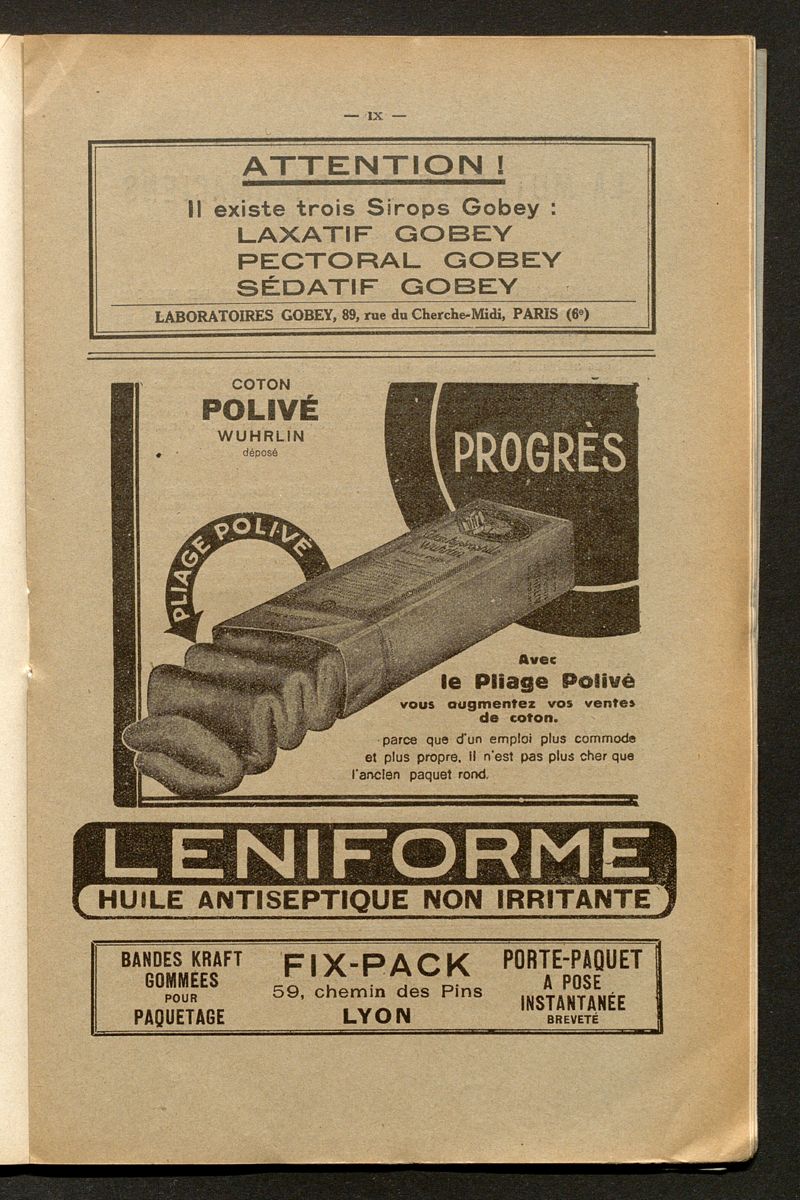 — IX —
ATTENTION !
Il existe trois Sirops Gobey :
LAXATIF GOBEY
PECTORAL GOBEY
SÉDATIF GOBEY
LABORATOIRES GOBEY, 89, rue du Cherche-Midi, PARIS (6e)
COTON
POLIVÉ
WUHRLIN
déposé
PROGRÈS
PLIAGE POLIVÉ
Wuhrlin
Avec
le Pliage Polivé
vous augmentez vos ventes
de coton.
parce que d'un emploi plus commode
et plus propre, il n'est pas plus cher que
l'ancien paquet rond.
LENIFORME
HUILE ANTISEPTIQUE NON IRRITANTE
BANDES KRAFT
GOMMÉES
POUR
PAQUETAGE
FIX-PACK
59, chemin des Pins
LYON
PORTE-PAQUET
A POSE
INSTANTANÉE
BREVETÉ